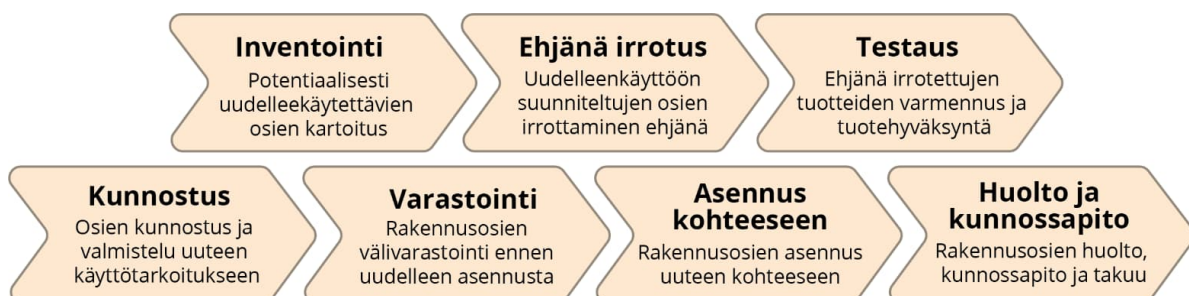 Inventointi
Potentiaalisesti
uudelleekäytettävien
osien kartoitus
Ehjänä irrotus
Uudelleenkäyttöön
suunniteltujen osien
irrottaminen ehjänä
Testaus
Ehjänä irrotettujen
tuotteiden varmennus ja
tuotehyväksyntä
Kunnostus
Osien kunnostus ja
valmistelu uuteen
käyttötarkoitukseen
Varastointi
Rakennusosien
välivarastointi ennen
uudelleen asennusta
Asennus
kohteeseen
Rakennusosien asennus
uuteen kohteeseen
Huolto ja
kunnossapito
Rakennusosien huolto,
kunnossapito ja takuu